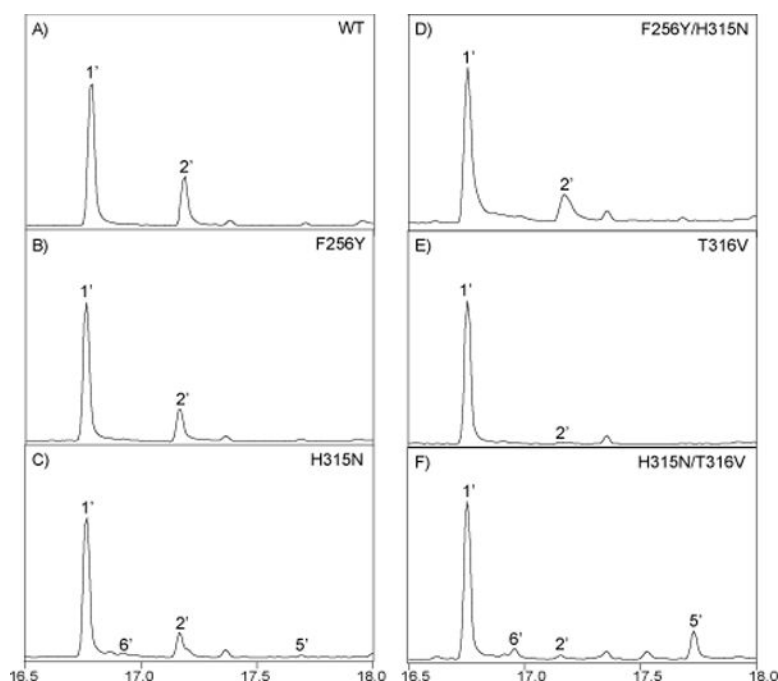 A) WT
1’
2’
B) F256Y
1’
2’
C) H315N
1’
6’ 2’ 5’
16.5 17.0 17.5 18.0
D) F256Y/H315N
1’
2’
E) T316V
1’
2’
F) H315N/T316V
1’
6’ 2’ 5’
16.5 17.0 17.5 18.0